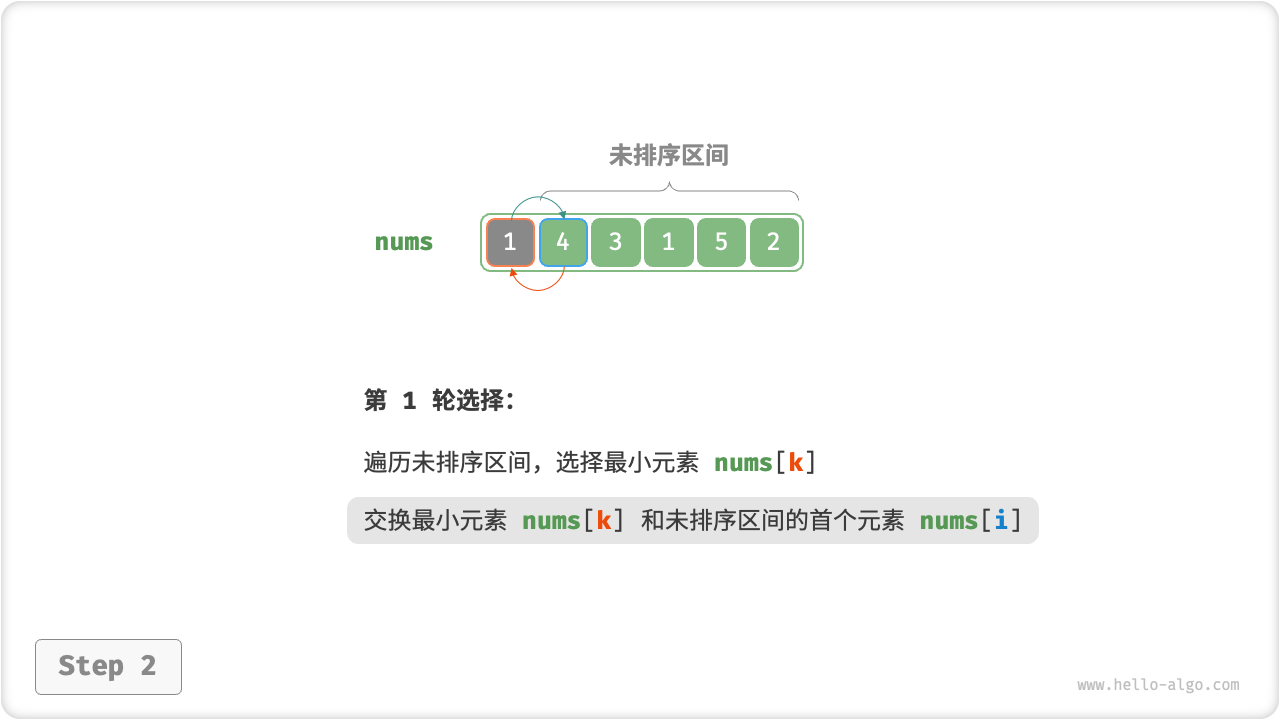 未排序区间
nums 1 4 3 1 5 2
第 1 轮选择：
遍历未排序区间，选择最小元素 nums[k]
交换最小元素 nums[k] 和未排序区间的首个元素 nums[i]
Step 2
www.hello-algo.com